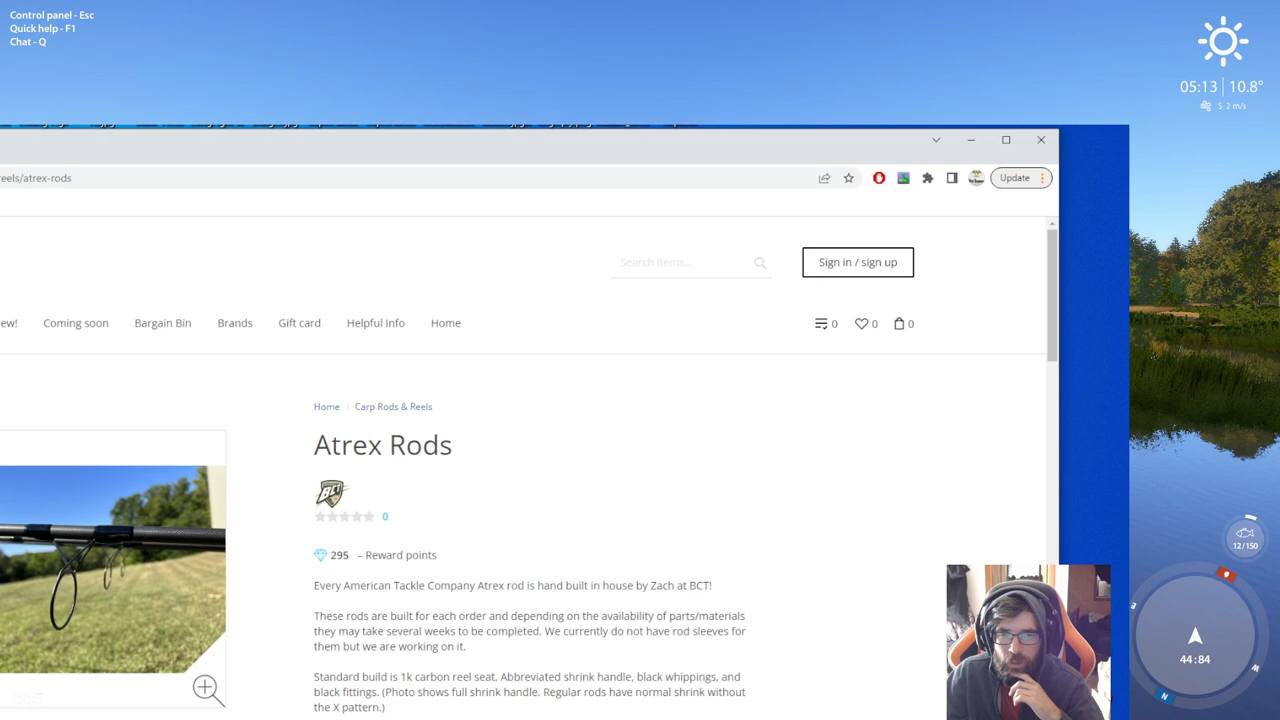 Control panel - Esc
Quick help - F1
Chat - Q
05:13 10.8°
S 2 m/s
eels/atrex-rods
Update
Search items...
Sign in / sign up
ew!
Coming soon
Bargain Bin
Brands
Gift card
Helpful Info
Home
0
0
0
Home
Carp Rods & Reels
Atrex Rods
BCT
0
295 – Reward points
Every American Tackle Company Atrex rod is hand built in house by Zach at BCT!
These rods are built for each order and depending on the availability of parts/materials
they may take several weeks to be completed. We currently do not have rod sleeves for
them but we are working on it.
Standard build is 1k carbon reel seat, Abbreviated shrink handle, black whippings, and
black fittings. (Photo shows full shrink handle. Regular rods have normal shrink without
the X pattern.)
12/150
E
S
W
N
44:84